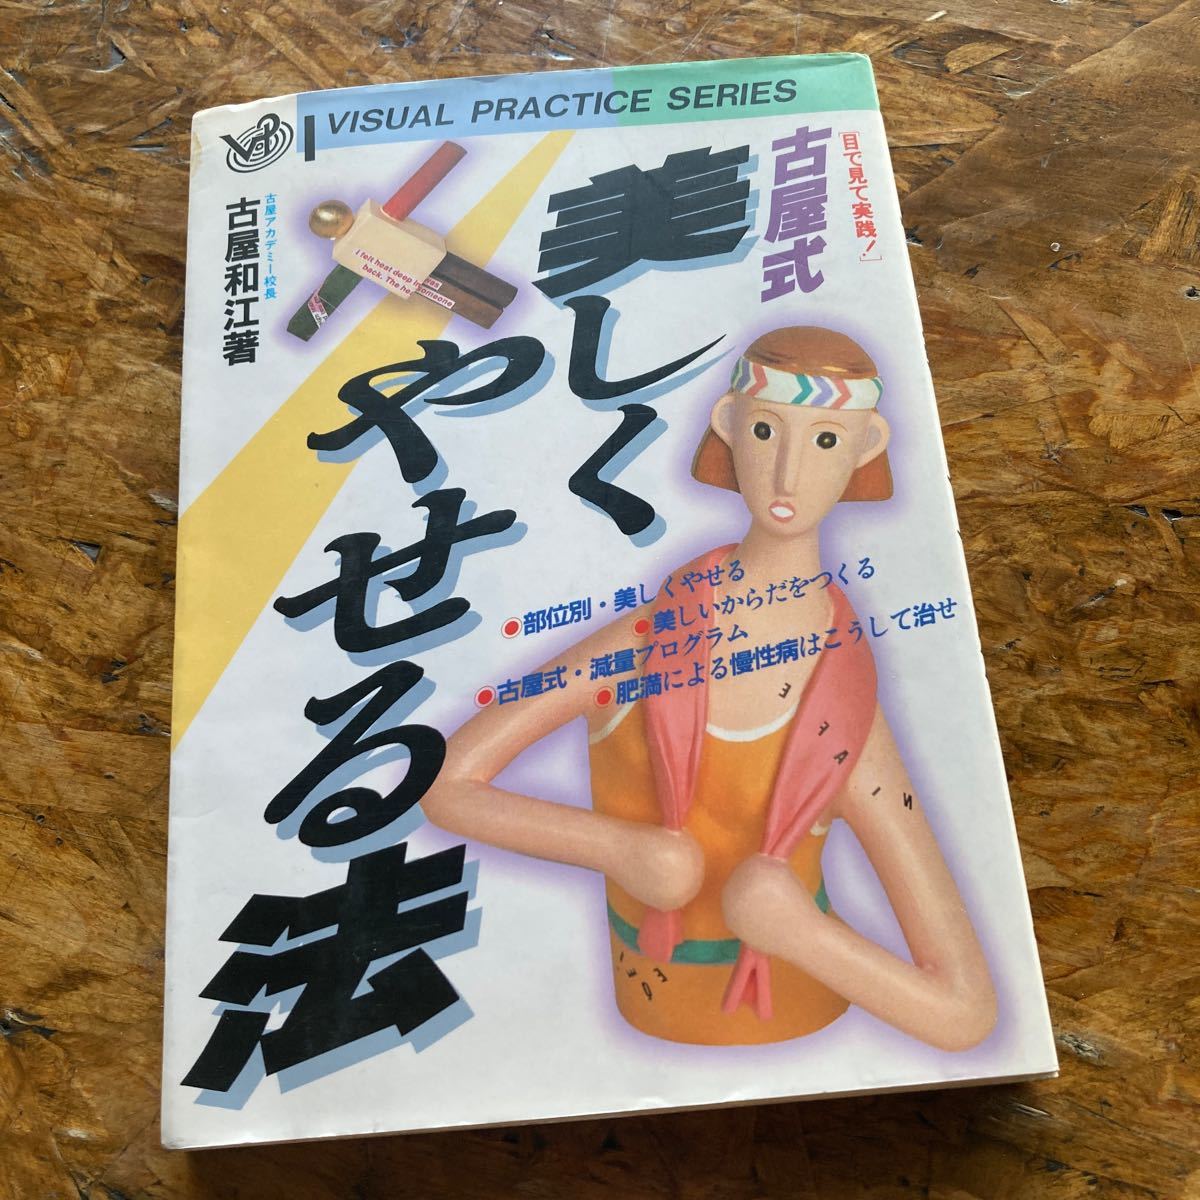 VP
VISUAL PRACTICE SERIES
[目で見て実践!]
古屋式
美しく
やせる法
古屋アカデミー校長
古屋和江著
I felt heat deep in
back. The he
was
someone
●部位別・美しくやせる
●美しいからだをつくる
●古屋式・減量プログラム
●肥満による慢性病はこうして治せ